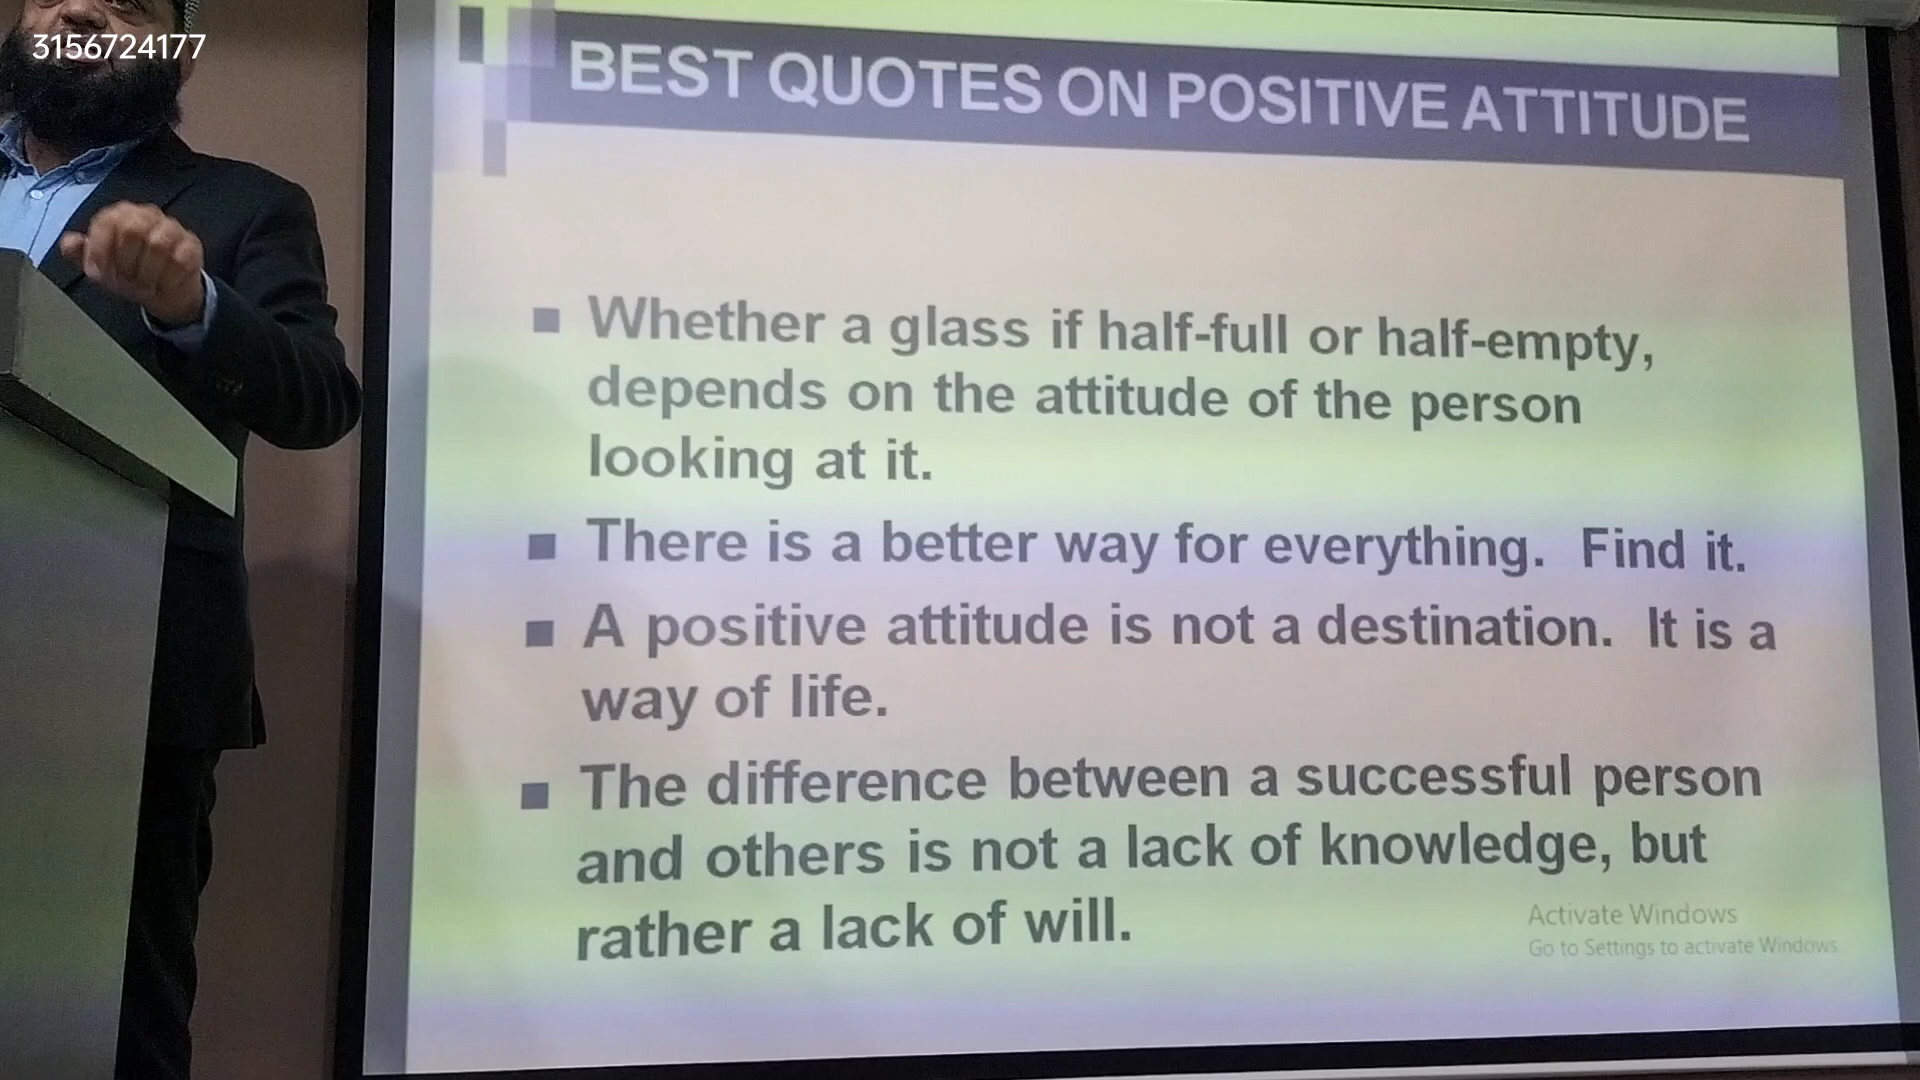 3156724177
BEST QUOTES ON POSITIVE ATTITUDE
Whether a glass if half-full or half-empty,
depends on the attitude of the person
looking at it.
There is a better way for everything. Find it.
A positive attitude is not a destination. It is a
way of life.
The difference between a successful person
and others is not a lack of knowledge, but
rather a lack of will.
Activate Windows
Go to Settings to activate Windows.